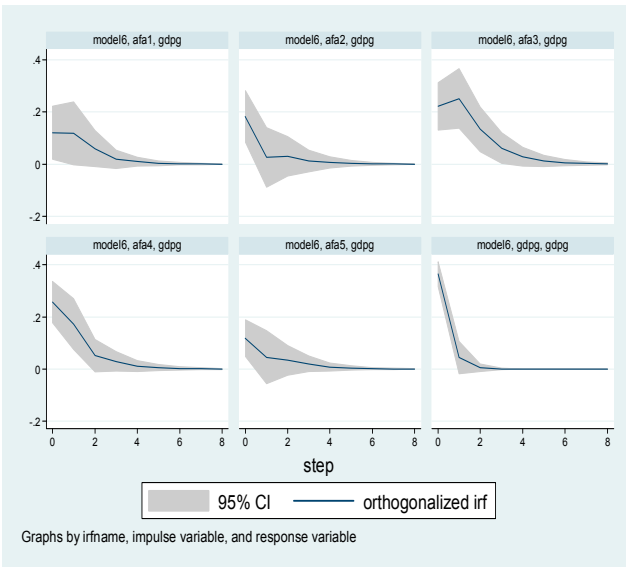 model6, afa1, gdpg
model6, afa2, gdpg
model6, afa3, gdpg
.4
.2
0
-.2
model6, afa4, gdpg
model6, afa5, gdpg
model6, gdpg, gdpg
.4
.2
0
-.2
0 2 4 6 8
0 2 4 6 8
0 2 4 6 8
step
95% CI
orthogonalized irf
Graphs by irfname, impulse variable, and response variable